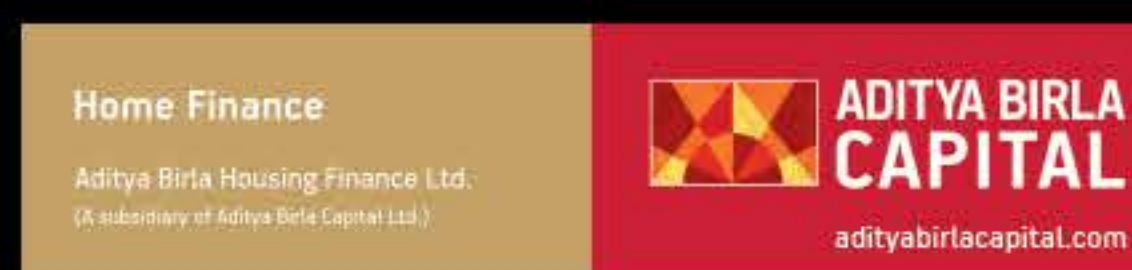 Home Finance
Aditya Birla Housing Finance Ltd.
(A subsidiary of Aditya Birla Capital Ltd.)
ADITYA BIRLA
CAPITAL
adityabirlacapital.com